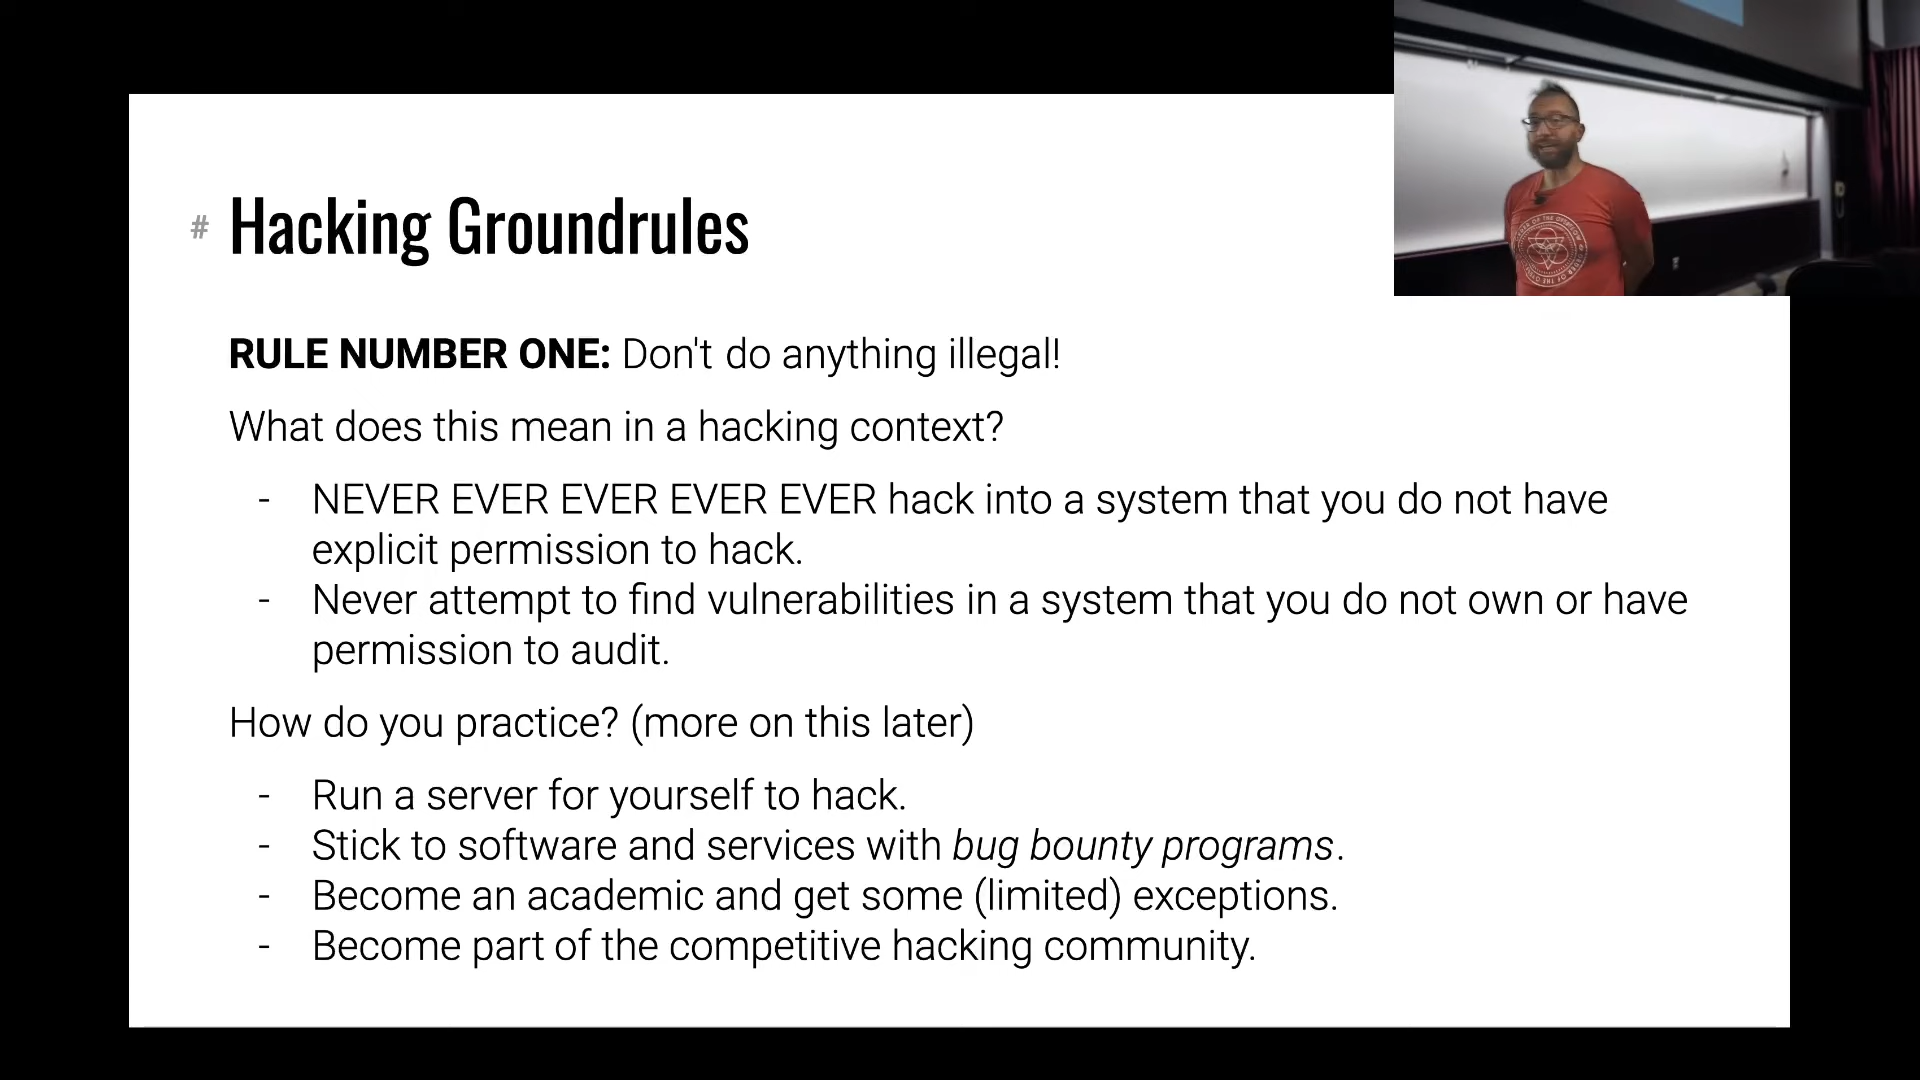 # Hacking Groundrules
RULE NUMBER ONE: Don't do anything illegal!
What does this mean in a hacking context?
- NEVER EVER EVER EVER EVER hack into a system that you do not have
explicit permission to hack.
- Never attempt to find vulnerabilities in a system that you do not own or have
permission to audit.
How do you practice? (more on this later)
- Run a server for yourself to hack.
- Stick to software and services with bug bounty programs.
- Become an academic and get some (limited) exceptions.
- Become part of the competitive hacking community.